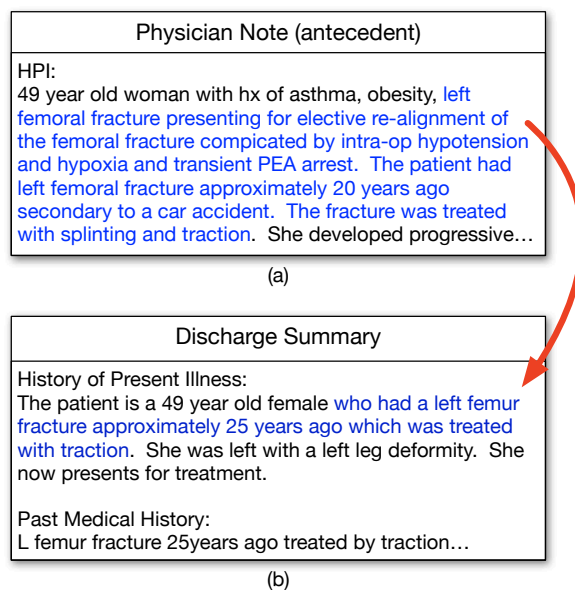 Physician Note (antecedent)
HPI:
49 year old woman with hx of asthma, obesity, left
femoral fracture presenting for elective re-alignment of
the femoral fracture compicated by intra-op hypotension
and hypoxia and transient PEA arrest.  The patient had
left femoral fracture approximately 20 years ago
secondary to a car accident.  The fracture was treated
with splinting and traction.  She developed progressive…
(a)
Discharge Summary
History of Present Illness:
The patient is a 49 year old female who had a left femur
fracture approximately 25 years ago which was treated
with traction.  She was left with a left leg deformity.  She
now presents for treatment.
Past Medical History:
L femur fracture 25years ago treated by traction…
(b)